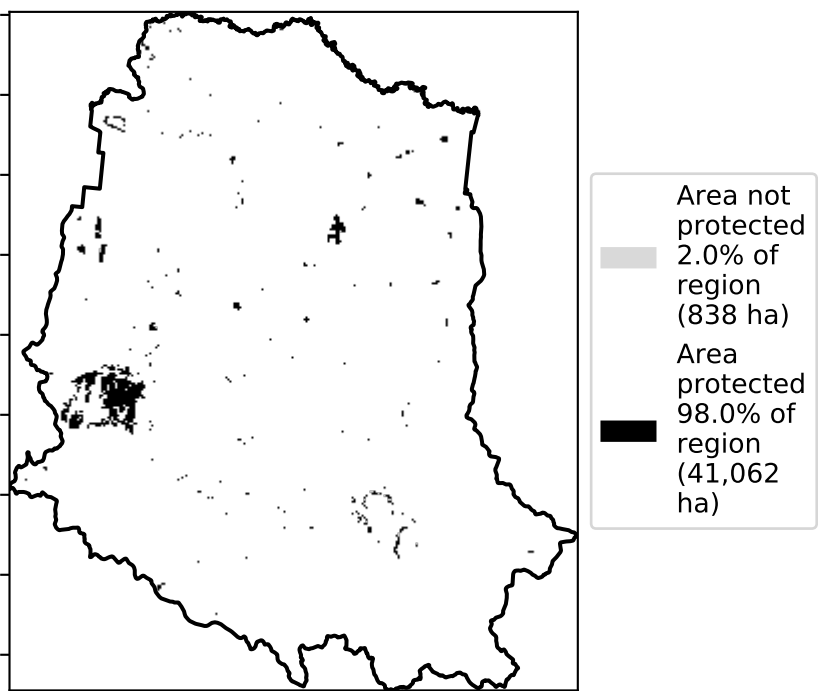 Area not
protected
2.0% of
region
(838 ha)
Area
protected
98.0% of
region
(41,062
ha)